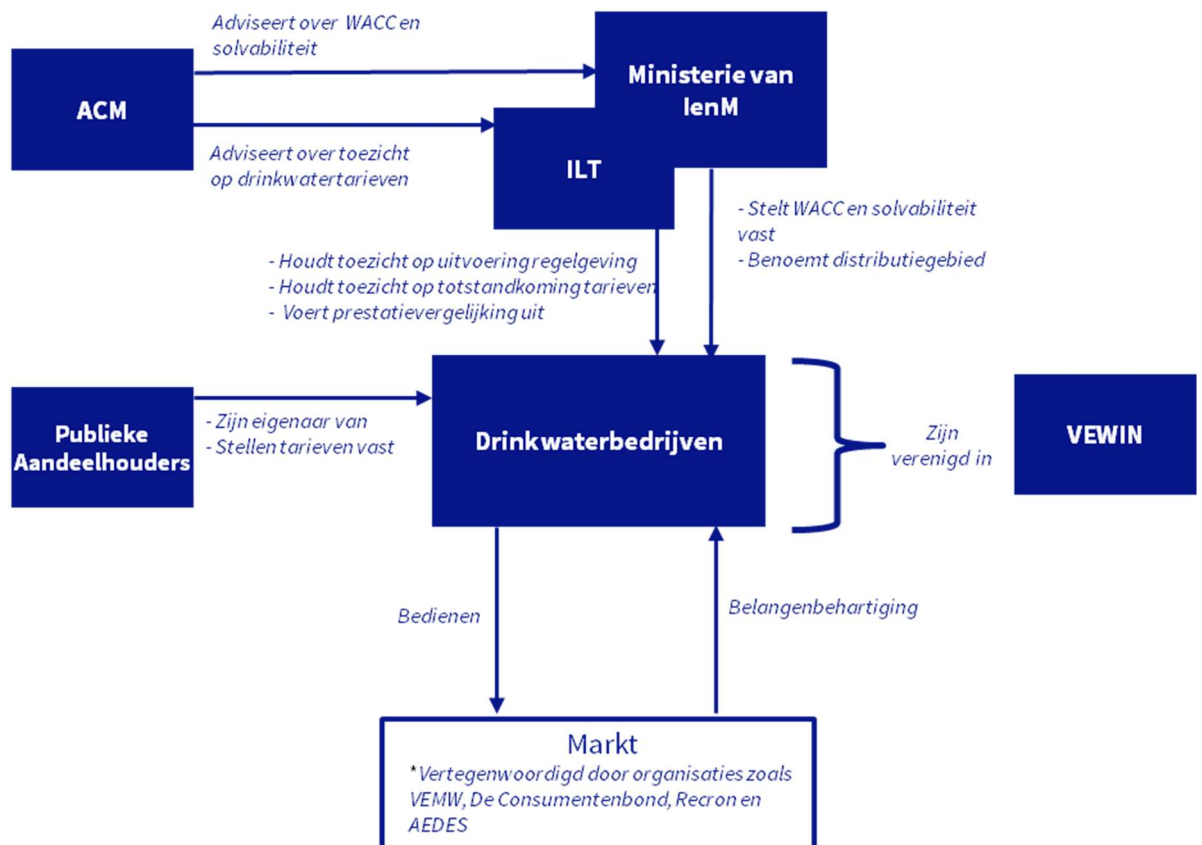 Adviseert over WACC en
solvabiliteit
ACM
Ministerie van
IenM
Adviseert over toezicht
op drinkwatertarieven
ILT
- Stelt WACC en solvabiliteit
vast
- Benoemt distributiegebied
- Houdt toezicht op uitvoering regelgeving
- Houdt toezicht op totstandkoming tarieven
- Voert prestatievergelijking uit
Publieke
Aandeelhouders
- Zijn eigenaar van
- Stellen tarieven vast
Drinkwaterbedrijven
Zijn
verenigd in
VEWIN
Bedienen
Belangenbehartiging
Markt
*Vertegenwoordigd door organisaties zoals
VEMW, De Consumentenbond, Recron en
AEDES